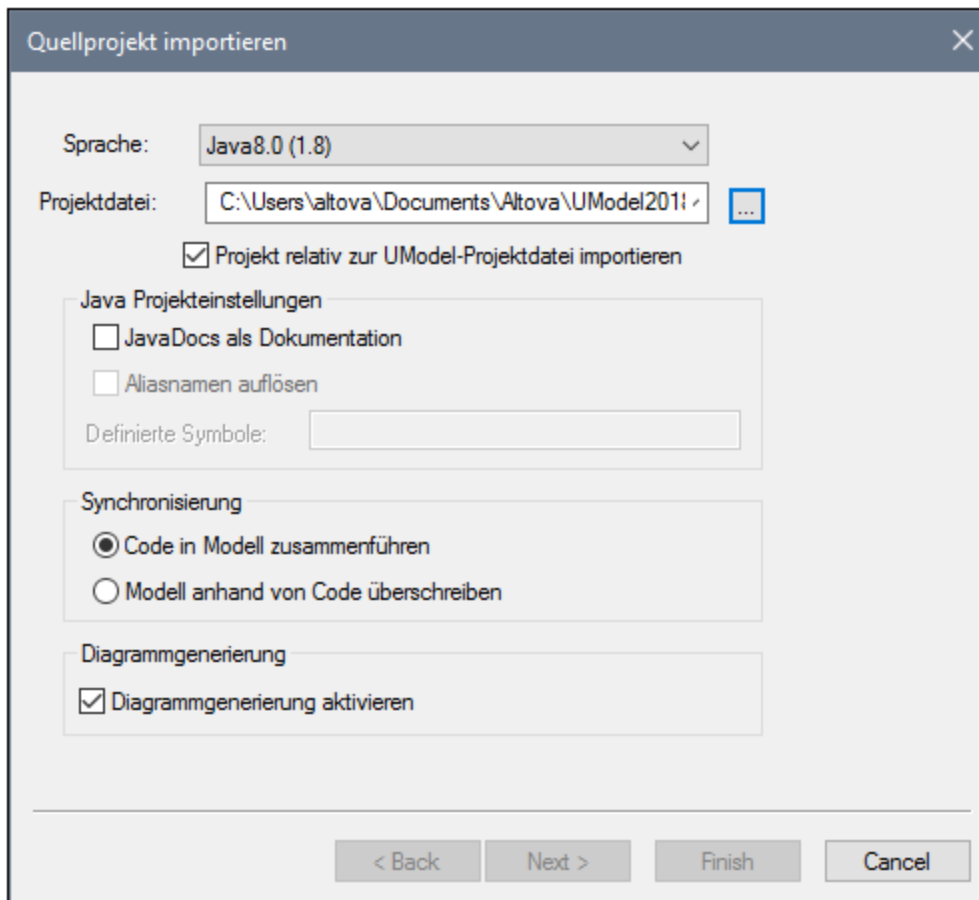 Quellprojekt importieren
Sprache: Java8.0 (1.8)
Projektdatei: C:\Users\altova\Documents\Altova\UModel2018 ...
Projekt relativ zur UModel-Projektdatei importieren
Java Projekteinstellungen
JavaDocs als Dokumentation
Aliasnamen auflösen
Definierte Symbole:
Synchronisierung
Code in Modell zusammenführen
Modell anhand von Code überschreiben
Diagrammgenerierung
Diagrammgenerierung aktivieren
< Back Next > Finish Cancel